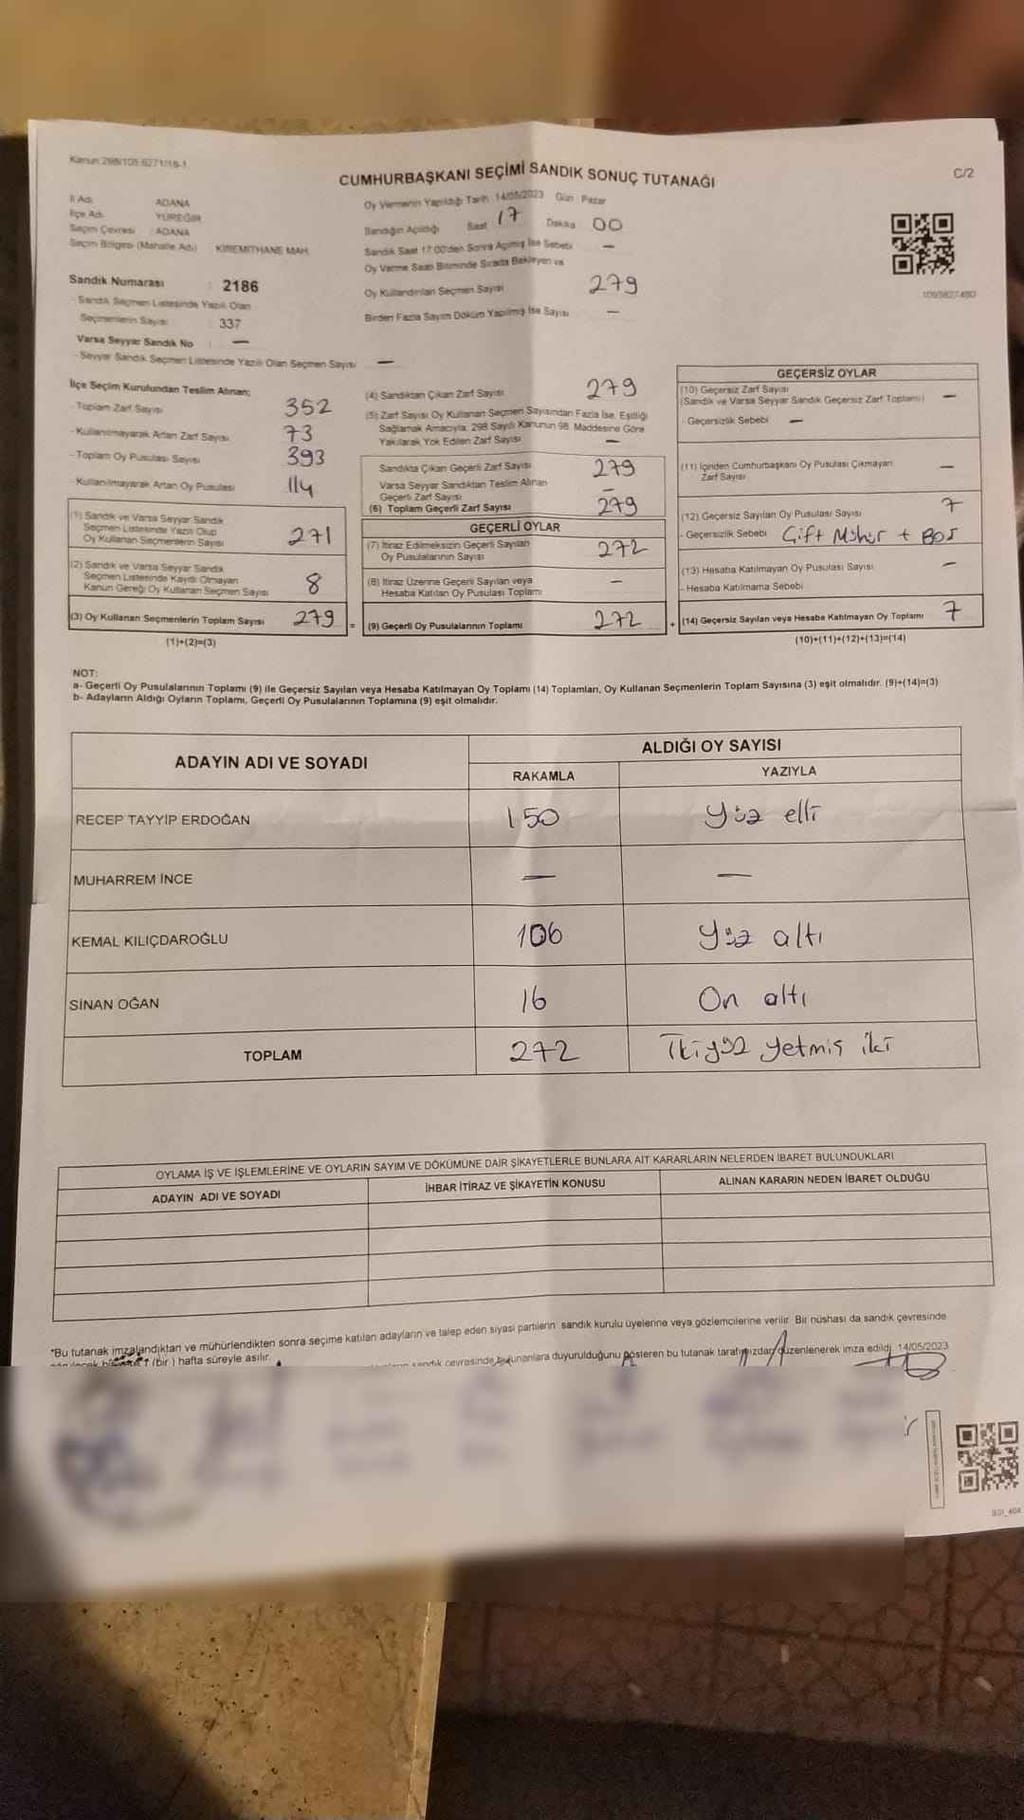 Kanun 298/105 6271/18-1
CUMHURBAŞKANI SEÇİMİ SANDIK SONUÇ TUTANAĞI
C/2
İl Adı ADANA
İlçe Adı YÜREĞİR
Seçim Çevresi ADANA
Seçim Bölgesi (Mahalle Adı) KİREMİTHANE MAH.
Oy Vermenin Yapıldığı Tarih 14/05/2023 Gün Pazar
Sandığın Açıldığı Saat 17 Dakika 00
Sandık Saat 17:00'den Sonra Açılmış İse Sebebi —
Oy Verme Saati Bitiminde Sırada Bekleyen ve
Oy Kullandırılan Seçmen Sayısı 279
Birden Fazla Sayım Döküm Yapılmış İse Sayısı —
Sandık Numarası 2186
- Sandık Seçmen Listesinde Yazılı Olan
Seçmenlerin Sayısı 337
Varsa Seyyar Sandık No —
- Seyyar Sandık Seçmen Listesinde Yazılı Olan Seçmen Sayısı —
İlçe Seçim Kurulundan Teslim Alınan;
- Toplam Zarf Sayısı 352
- Kullanılmayarak Artan Zarf Sayısı 73
- Toplam Oy Pusulası Sayısı 393
- Kullanılmayarak Artan Oy Pusulası 114
(1) Sandık ve Varsa Seyyar Sandık
Seçmen Listesinde Yazılı Olup
Oy Kullanan Seçmenlerin Sayısı 271
(2) Sandık ve Varsa Seyyar Sandık
Seçmen Listesinde Kayıtlı Olmayan
Kanun Gereği Oy Kullanan Seçmen Sayısı 8
(3) Oy Kullanan Seçmenlerin Toplam Sayısı 279 =
(1)+(2)=(3)
(4) Sandıktan Çıkan Zarf Sayısı 279
(5) Zarf Sayısı Oy Kullanan Seçmen Sayısından Fazla İse, Eşitliği
Sağlamak Amacıyla, 298 Sayılı Kanunun 98. Maddesine Göre
Yakılarak Yok Edilen Zarf Sayısı —
Sandıkta Çıkan Geçerli Zarf Sayısı 279
Varsa Seyyar Sandıktan Teslim Alınan
Geçerli Zarf Sayısı —
(6) Toplam Geçerli Zarf Sayısı 279
GEÇERLİ OYLAR
(7) İtiraz Edilmeksizin Geçerli Sayılan
Oy Pusulalarının Sayısı 272
(8) İtiraz Üzerine Geçerli Sayılan veya
Hesaba Katılan Oy Pusulası Toplamı —
(9) Geçerli Oy Pusulalarının Toplamı 272 +
GEÇERSİZ OYLAR
(10) Geçersiz Zarf Sayısı
(Sandık ve Varsa Seyyar Sandık Geçersiz Zarf Toplamı) —
- Geçersizlik Sebebi —
(11) İçinden Cumhurbaşkanı Oy Pusulası Çıkmayan
Zarf Sayısı —
(12) Geçersiz Sayılan Oy Pusulası Sayısı 7
- Geçersizlik Sebebi Çift Mühür + Boş
(13) Hesaba Katılmayan Oy Pusulası Sayısı —
- Hesaba Katılmama Sebebi
(14) Geçersiz Sayılan veya Hesaba Katılmayan Oy Toplamı 7
(10)+(11)+(12)+(13)=(14)
NOT:
a- Geçerli Oy Pusulalarının Toplamı (9) ile Geçersiz Sayılan veya Hesaba Katılmayan Oy Toplamı (14) Toplamları, Oy Kullanan Seçmenlerin Toplam Sayısına (3) eşit olmalıdır. (9)+(14)=(3)
b- Adayların Aldığı Oyların Toplamı, Geçerli Oy Pusulalarının Toplamına (9) eşit olmalıdır.
ADAYIN ADI VE SOYADI
ALDIĞI OY SAYISI
RAKAMLA YAZIYLA
RECEP TAYYİP ERDOĞAN 150 Yüz elli
MUHARREM İNCE — —
KEMAL KILIÇDAROĞLU 106 Yüz altı
SİNAN OĞAN 16 On altı
TOPLAM 272 İkiyüz yetmiş iki
OYLAMA İŞ VE İŞLEMLERİNE VE OYLARIN SAYIM VE DÖKÜMÜNE DAİR ŞİKAYETLERLE BUNLARA AİT KARARLARIN NELERDEN İBARET BULUNDUKLARI
ADAYIN ADI VE SOYADI İHBAR İTİRAZ VE ŞİKAYETİN KONUSU ALINAN KARARIN NEDEN İBARET OLDUĞU
*Bu tutanak imzalandıktan ve mühürlendikten sonra seçime katılan adayların ve talep eden siyasi partilerin sandık kurulu üyelerine veya gözlemcilerine verilir. Bir nüshası da sandık çevresinde
1 (bir) hafta süreyle asılır.
sandık çevresinde bulunanlara duyurulduğunu gösteren bu tutanak tarafımızdan düzenlenerek imza edildi. 14/05/2023